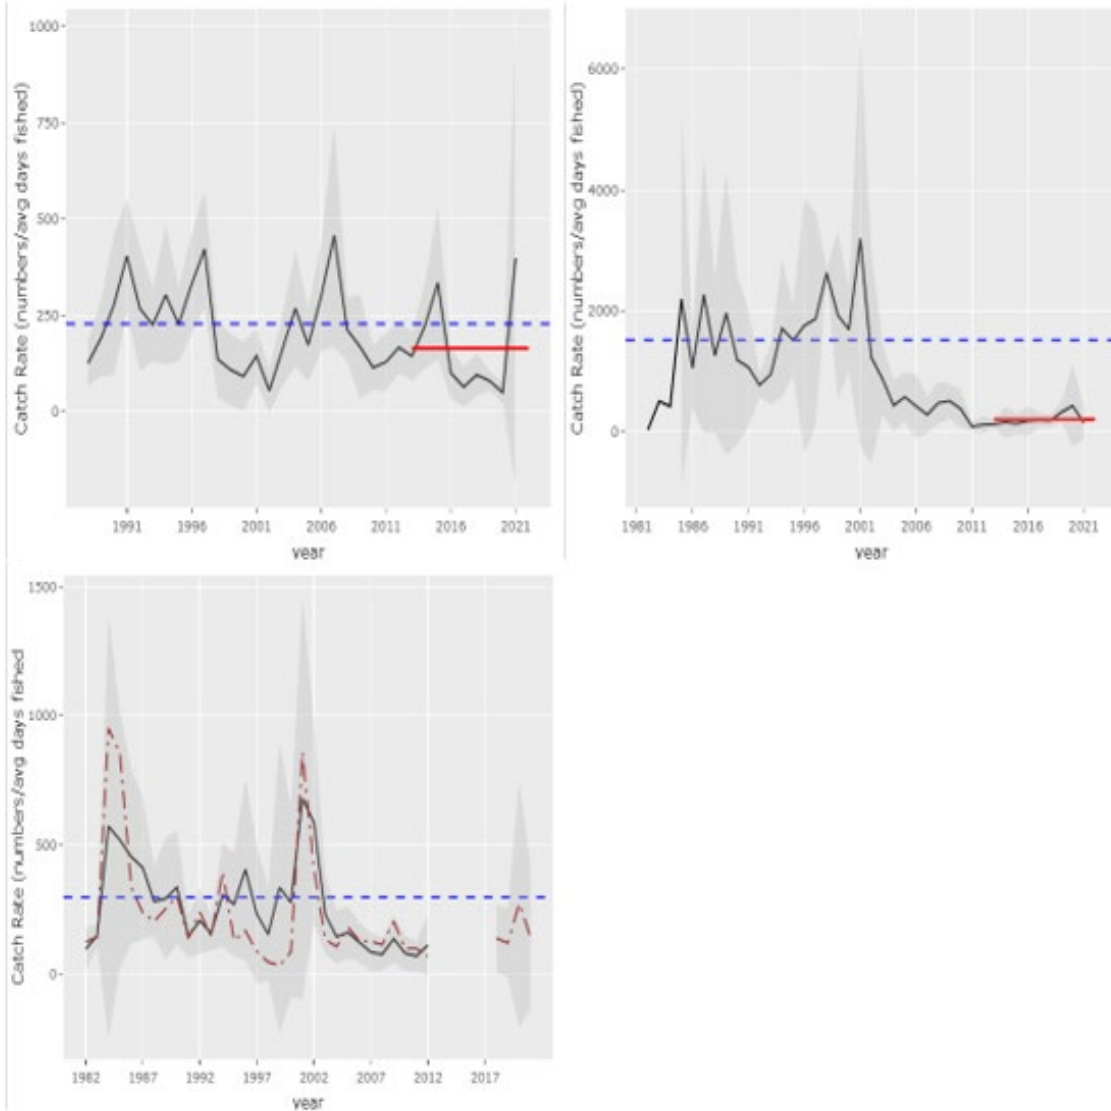 Catch Rate (numbers/avg days fished)
1000
750
500
250
0
1991 1996 2001 2006 2011 2016 2021
year
Catch Rate (numbers/avg days fished)
6000
4000
2000
0
1981 1986 1991 1996 2001 2006 2011 2016 2021
year
Catch Rate (numbers/avg days fished
1500
1000
500
0
1982 1987 1992 1997 2002 2007 2012 2017
year